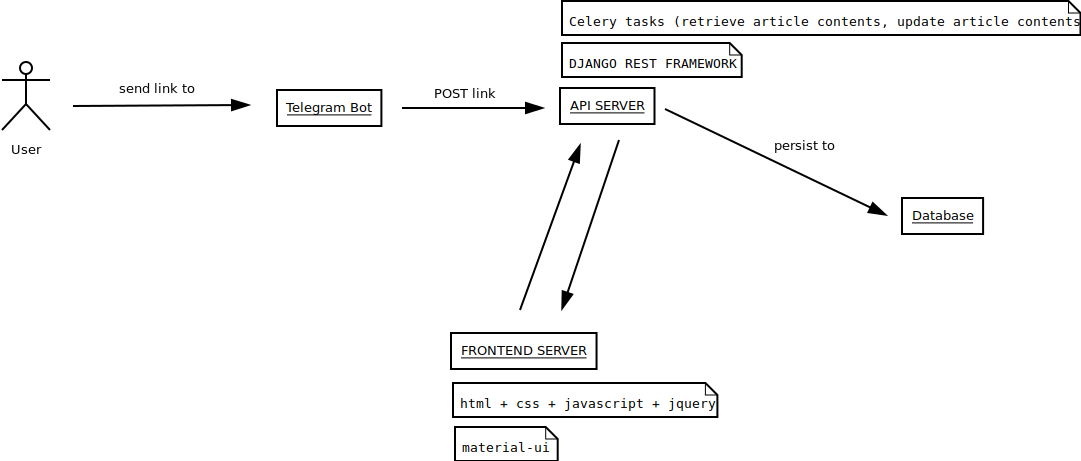 Celery tasks (retrieve article contents, update article contents
DJANGO REST FRAMEWORK
send link to
Telegram Bot
POST link
API SERVER
User
persist to
Database
FRONTEND SERVER
html + css + javascript + jquery
material-ui